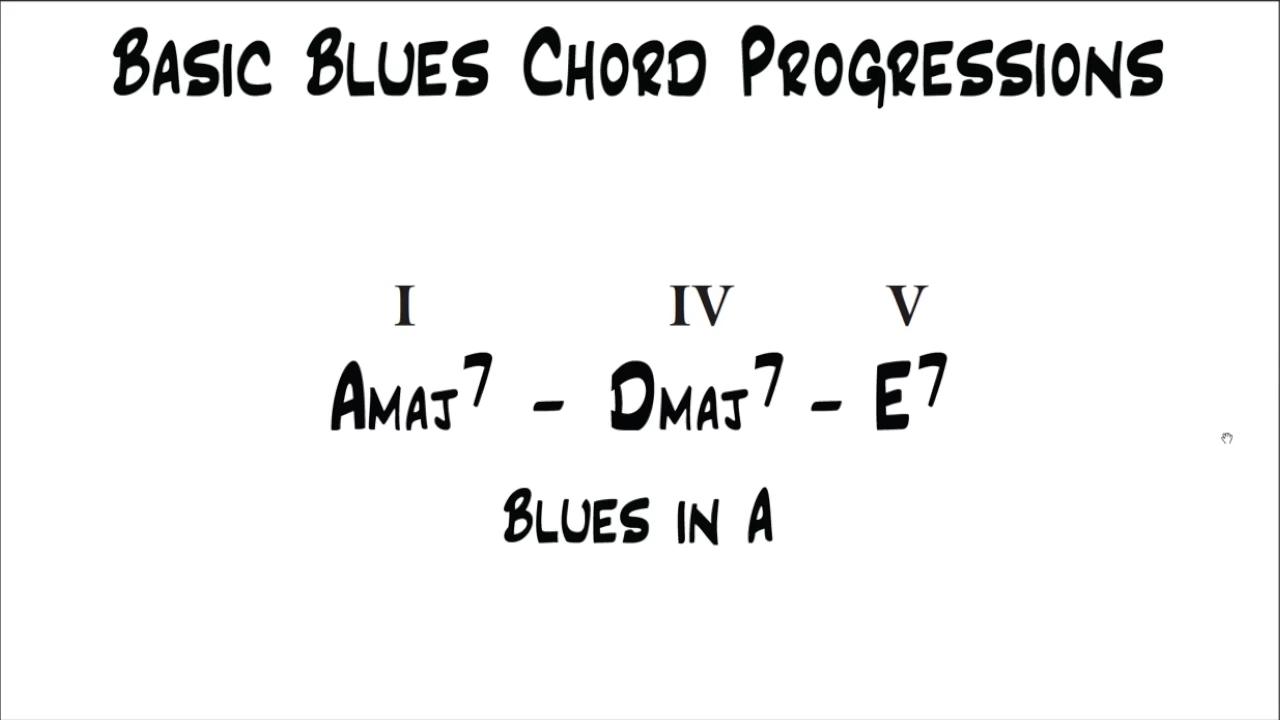 Basic Blues Chord Progressions
I IV V
Amaj7 - Dmaj7 - E7
Blues in A